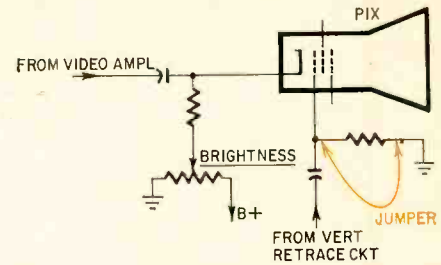 PIX
FROM VIDEO AMPL
BRIGHTNESS
B+
JUMPER
FROM VERT
RETRACE CKT